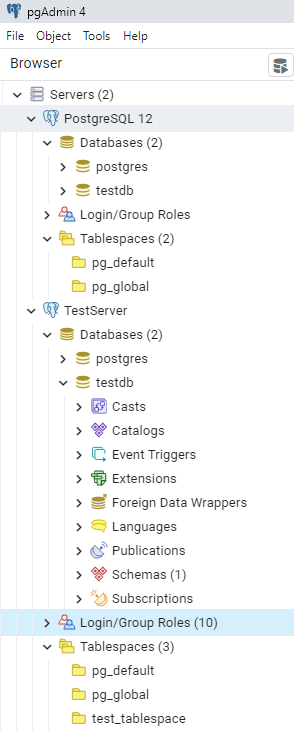 pgAdmin 4
File Object Tools Help
Browser
Servers (2)
PostgreSQL 12
Databases (2)
postgres
testdb
Login/Group Roles
Tablespaces (2)
pg_default
pg_global
TestServer
Databases (2)
postgres
testdb
Casts
Catalogs
Event Triggers
Extensions
Foreign Data Wrappers
Languages
Publications
Schemas (1)
Subscriptions
Login/Group Roles (10)
Tablespaces (3)
pg_default
pg_global
test_tablespace